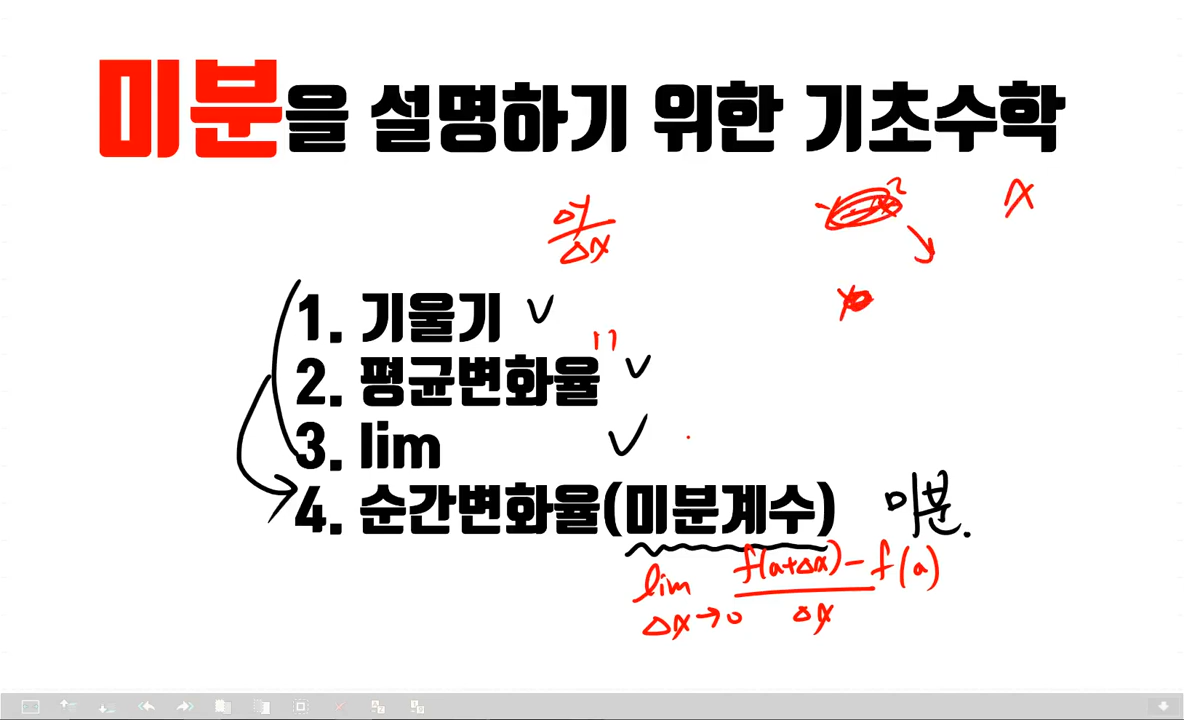 미분을 설명하기 위한 기초수학
Δy/Δx
2
x
1. 기울기 ✓
2. 평균변화율 ✓
3. lim ✓
4. 순간변화율(미분계수) 미분.
lim f(a+Δx)-f(a)
Δx→0 Δx